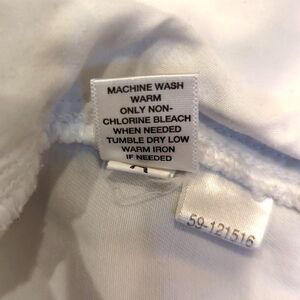 MACHINE WASH
WARM
ONLY NON-
CHLORINE BLEACH
WHEN NEEDED
TUMBLE DRY LOW
WARM IRON
IF NEEDED
59-121516